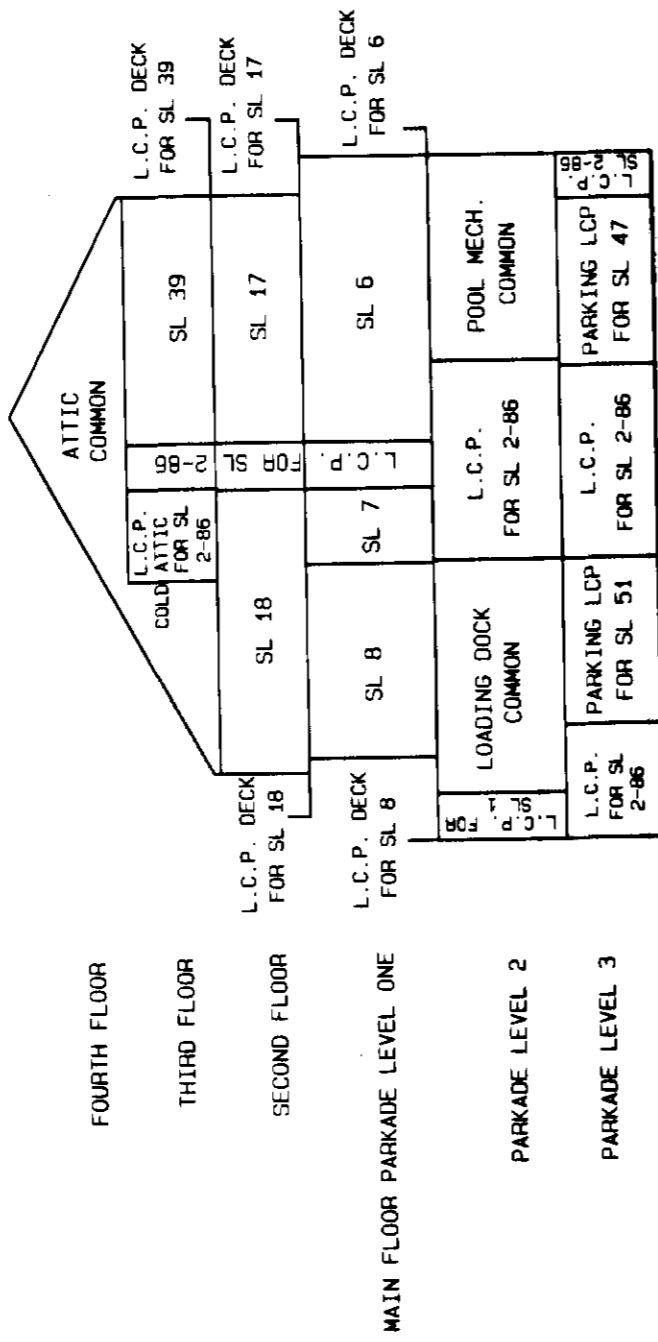 FOURTH FLOOR
THIRD FLOOR
SECOND FLOOR
MAIN FLOOR PARKADE LEVEL ONE
PARKADE LEVEL 2
PARKADE LEVEL 3
ATTIC
COMMON
L.C.P. DECK
FOR SL 39
L.C.P.
COLD ATTIC
FOR SL
2-86
SL 39
L.C.P. DECK
FOR SL 17
L.C.P. DECK
FOR SL 18
SL 18
L.C.P. FOR SL 2-86
SL 17
L.C.P. DECK
FOR SL 6
L.C.P. DECK
FOR SL 8
SL 8
SL 7
SL 6
L.C.P. FOR
SL 1
LOADING DOCK
COMMON
L.C.P.
FOR SL 2-86
POOL MECH.
COMMON
L.C.P.
FOR SL
2-86
PARKING LCP
FOR SL 51
L.C.P.
FOR SL 2-86
PARKING LCP
FOR SL 47
L.C.P.
SL 2-86